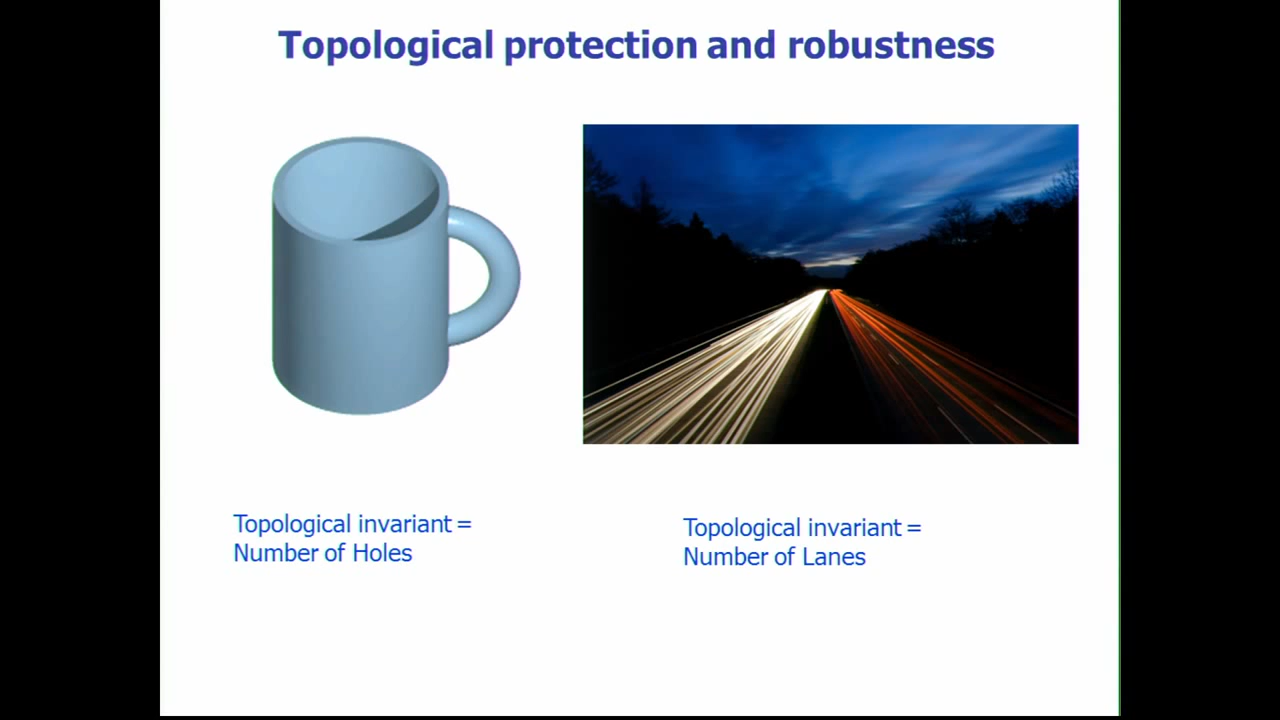 Topological protection and robustness
Topological invariant =
Number of Holes
Topological invariant =
Number of Lanes